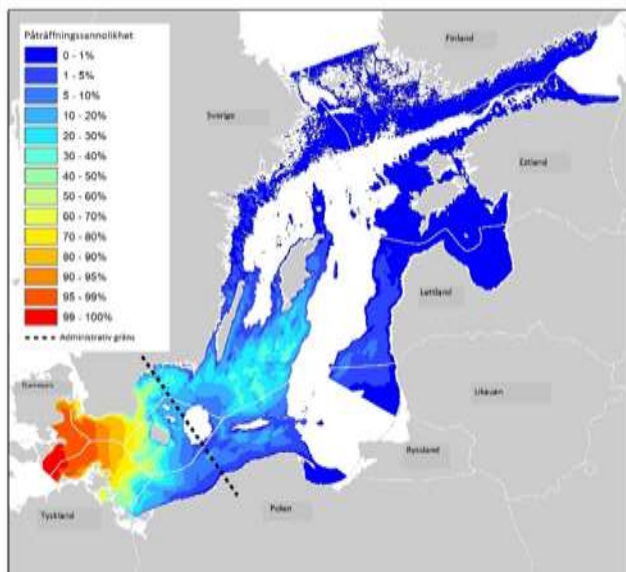 Påträffningssannolikhet
0 - 1%
1 - 5%
5 - 10%
10 - 20%
20 - 30%
30 - 40%
40 - 50%
50 - 60%
60 - 70%
70 - 80%
80 - 90%
90 - 95%
95 - 99%
99 - 100%
Administrativ gräns
Finland
Sverige
Estland
Lettland
Danmark
Litauen
Ryssland
Polen
Tyskland